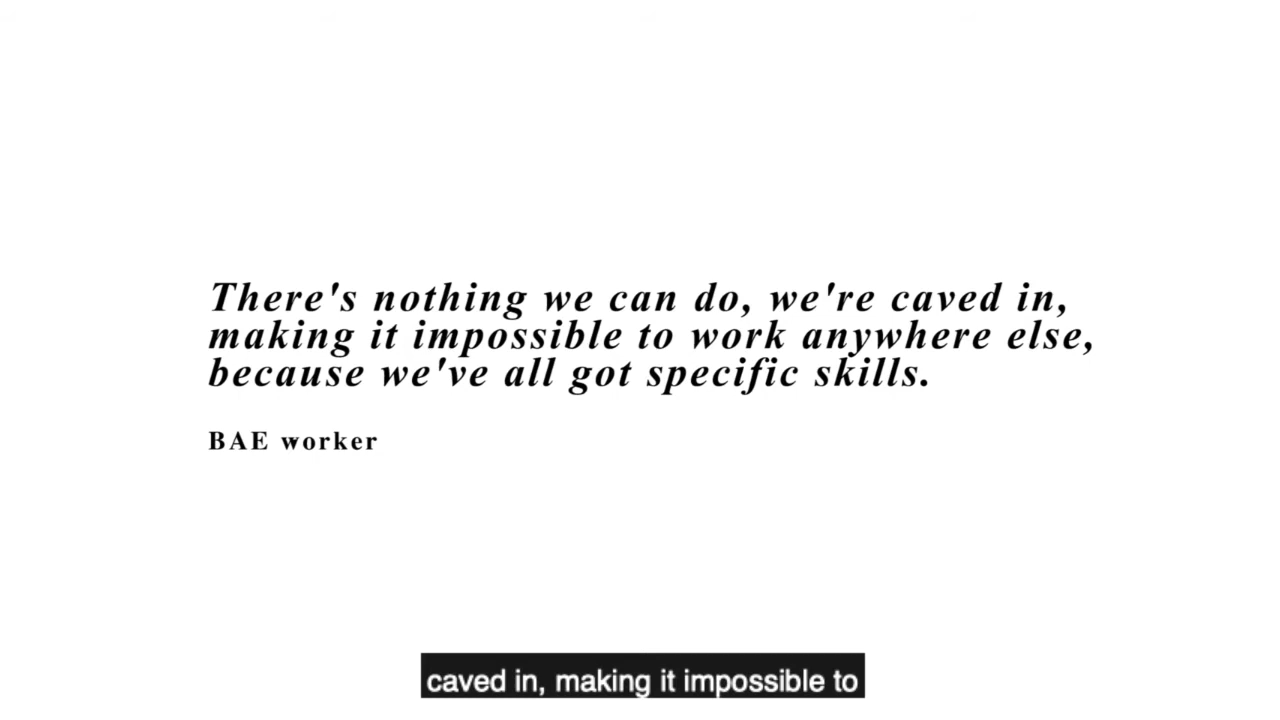 There's nothing we can do, we're caved in,
making it impossible to work anywhere else,
because we've all got specific skills.
BAE worker
caved in, making it impossible to